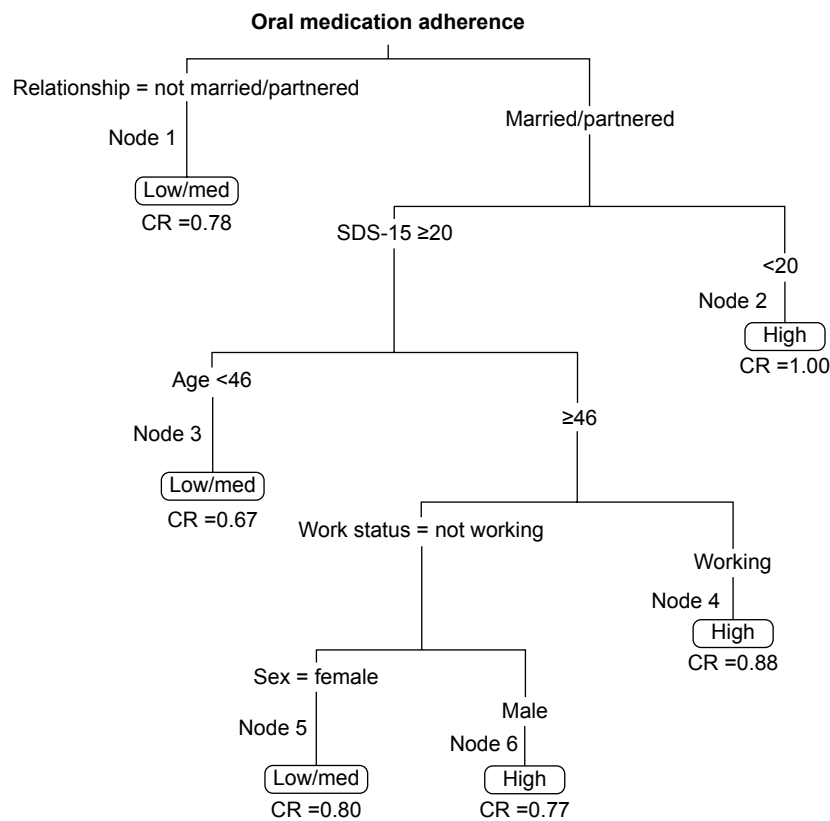 Oral medication adherence
Relationship = not married/partnered
Married/partnered
Node 1
Low/med
CR =0.78
SDS-15 ≥20
<20
Node 2
High
CR =1.00
Age <46
≥46
Node 3
Low/med
CR =0.67
Work status = not working
Working
Node 4
High
CR =0.88
Sex = female
Male
Node 5
Node 6
Low/med
High
CR =0.80
CR =0.77